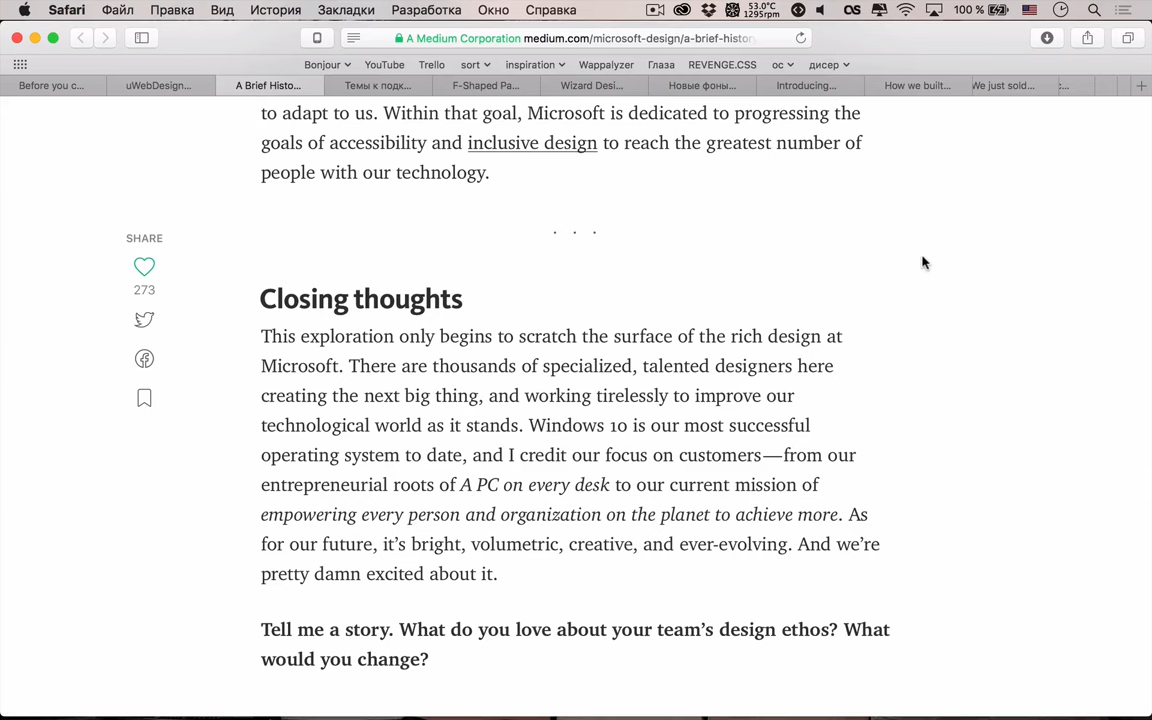 Safari Файл Правка Вид История Закладки Разработка Окно Справка 53.0°C 1295rpm 100 %
A Medium Corporation medium.com/microsoft-design/a-brief-histor
Bonjour YouTube Trello sort inspiration Wappalyzer Глаза REVENGE.CSS ос дисер
Before you c... uWebDesign... A Brief Histo... Темы к подк... F-Shaped Pa... Wizard Desi... Новые фоны... Introducing... How we built... We just sold... :...
to adapt to us. Within that goal, Microsoft is dedicated to progressing the
goals of accessibility and inclusive design to reach the greatest number of
people with our technology.
. . .
SHARE
273
Closing thoughts
This exploration only begins to scratch the surface of the rich design at
Microsoft. There are thousands of specialized, talented designers here
creating the next big thing, and working tirelessly to improve our
technological world as it stands. Windows 10 is our most successful
operating system to date, and I credit our focus on customers—from our
entrepreneurial roots of A PC on every desk to our current mission of
empowering every person and organization on the planet to achieve more. As
for our future, it’s bright, volumetric, creative, and ever-evolving. And we’re
pretty damn excited about it.
Tell me a story. What do you love about your team’s design ethos? What
would you change?